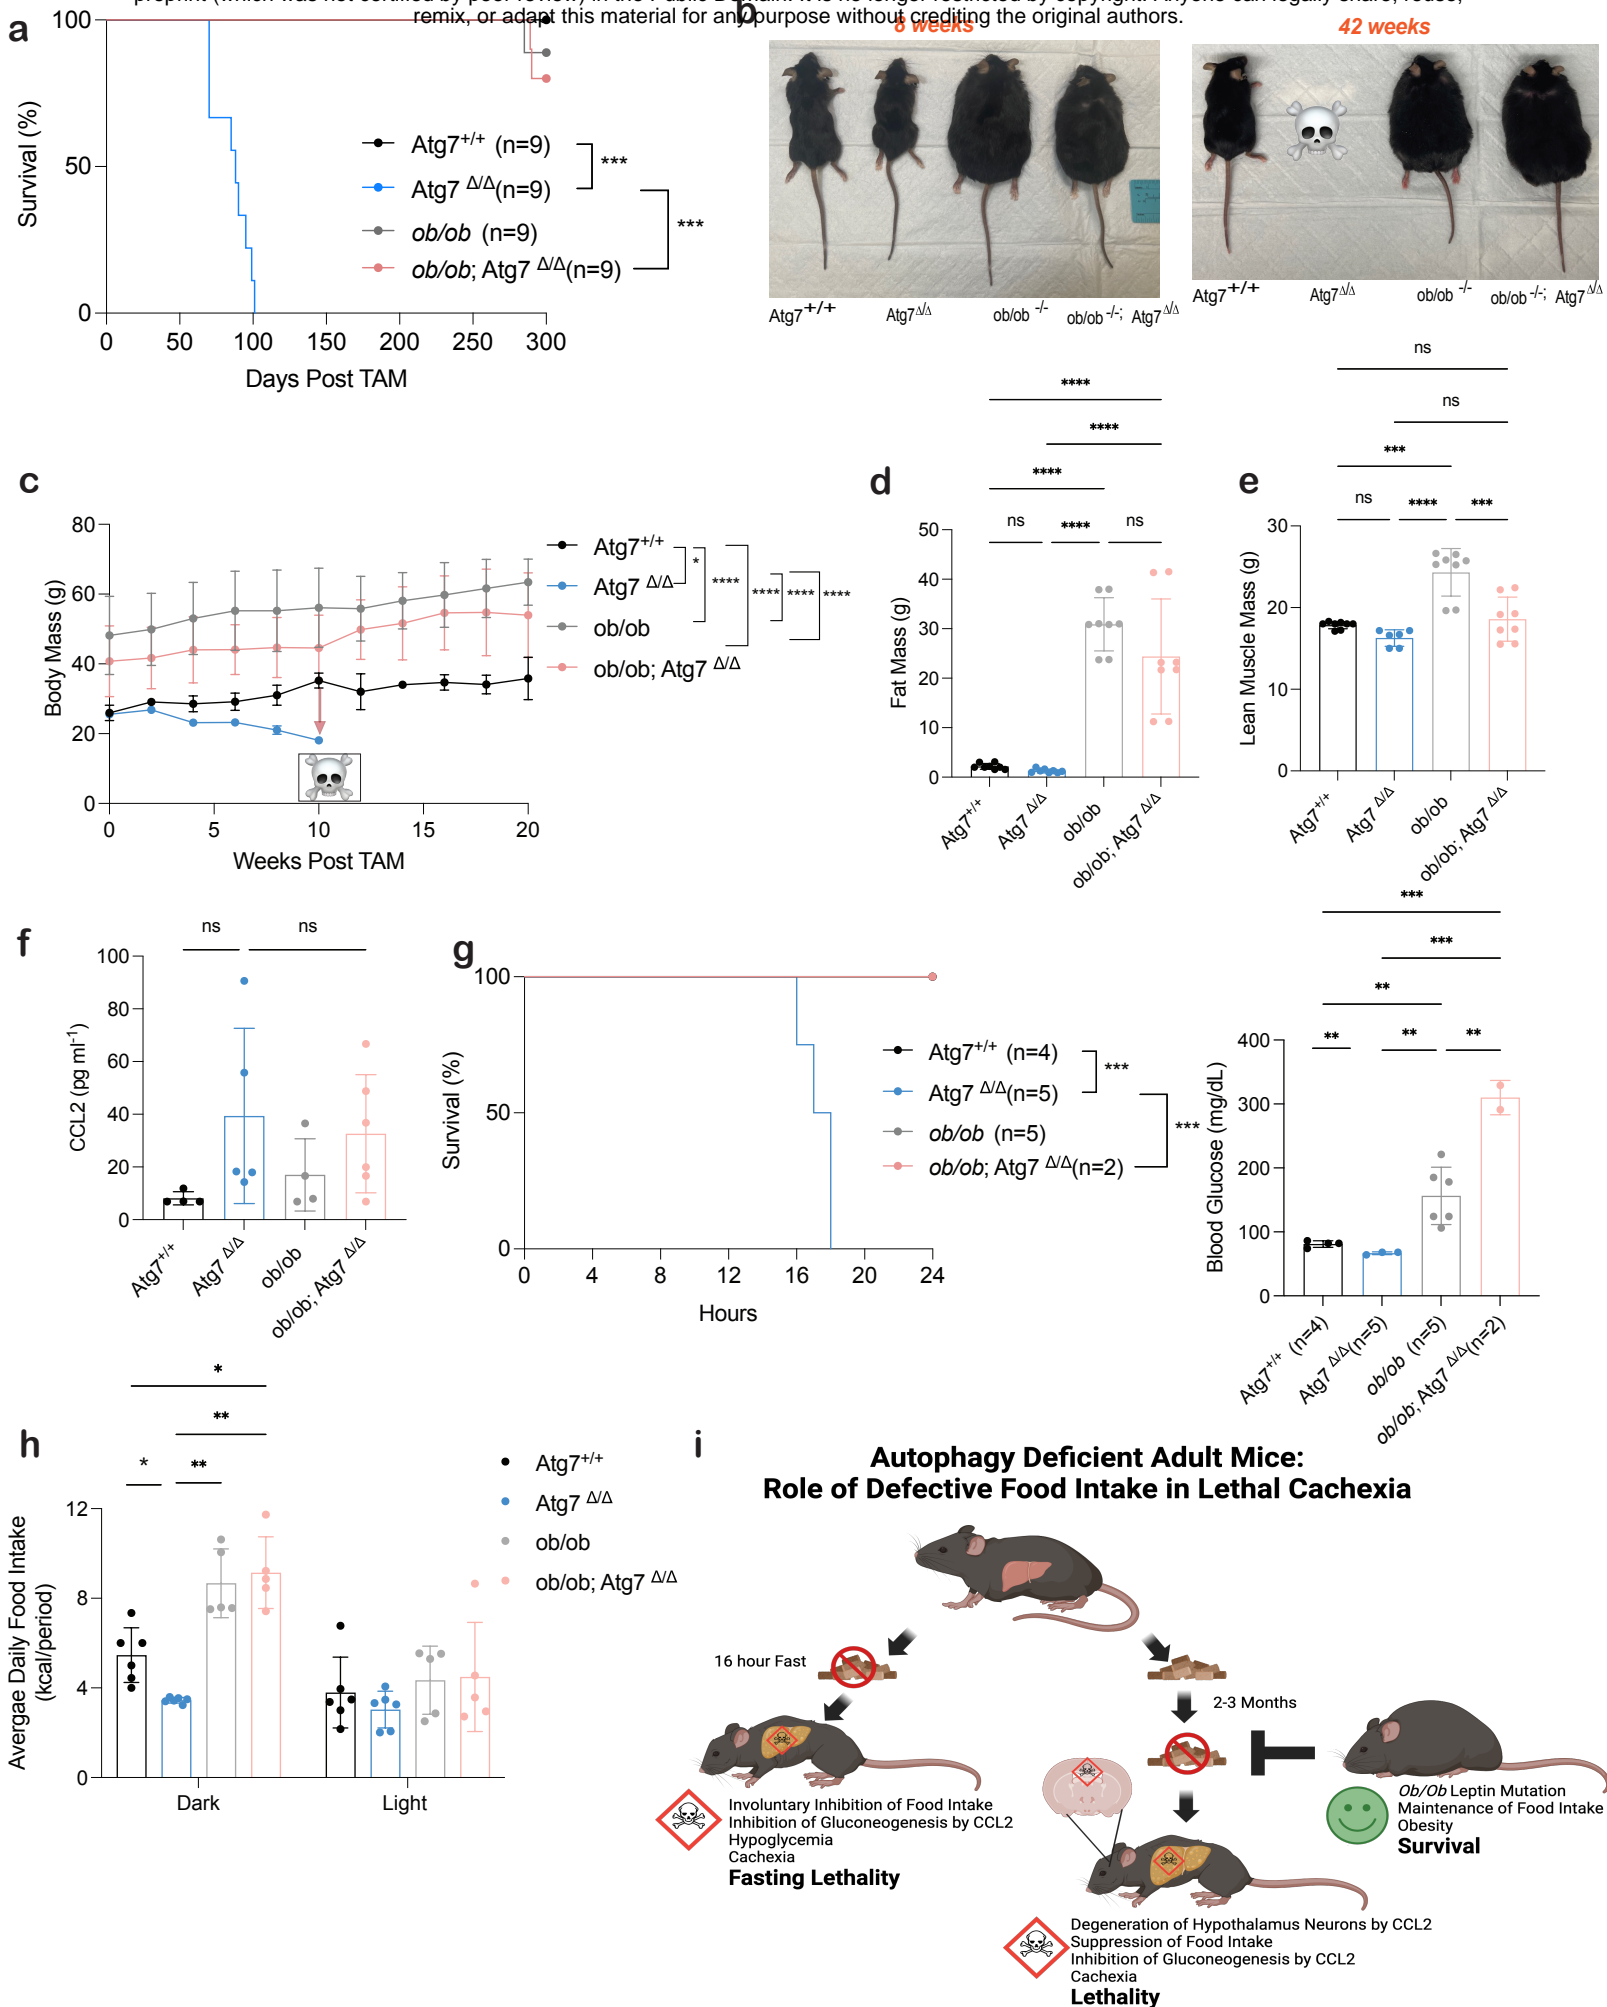 remix, or adapt this material for any purpose without crediting the original authors.
a
Survival (%)
100
50
0
0 50 100 150 200 250 300
Days Post TAM
Atg7+/+ (n=9)
Atg7 Δ/Δ(n=9)
ob/ob (n=9)
ob/ob; Atg7 Δ/Δ(n=9)
***
***
b
8 weeks
42 weeks
Atg7+/+ Atg7Δ/Δ ob/ob -/- ob/ob -/-; Atg7Δ/Δ
Atg7+/+ Atg7Δ/Δ ob/ob -/- ob/ob -/-; Atg7Δ/Δ
c
Body Mass (g)
80
60
40
20
0
0 5 10 15 20
Weeks Post TAM
Atg7+/+
Atg7 Δ/Δ
ob/ob
ob/ob; Atg7 Δ/Δ
* **** **** **** ****
d
****
****
****
ns **** ns
Fat Mass (g)
50
40
30
20
10
0
Atg7+/+
Atg7 Δ/Δ
ob/ob
ob/ob; Atg7 Δ/Δ
e
ns
ns
***
ns **** ***
Lean Muscle Mass (g)
30
20
10
0
Atg7+/+
Atg7 Δ/Δ
ob/ob
ob/ob; Atg7 Δ/Δ
f
ns ns
CCL2 (pg ml-1)
100
80
60
40
20
0
Atg7+/+
Atg7 Δ/Δ
ob/ob
ob/ob; Atg7 Δ/Δ
g
Survival (%)
100
50
0
0 4 8 12 16 20 24
Hours
Atg7+/+ (n=4)
Atg7 Δ/Δ(n=5)
ob/ob (n=5)
ob/ob; Atg7 Δ/Δ(n=2)
***
***
***
***
**
** ** **
Blood Glucose (mg/dL)
400
300
200
100
0
Atg7+/+ (n=4)
Atg7 Δ/Δ(n=5)
ob/ob (n=5)
ob/ob; Atg7 Δ/Δ(n=2)
h
*
**
* **
Avergae Daily Food Intake
(kcal/period)
12
8
4
0
Dark Light
Atg7+/+
Atg7 Δ/Δ
ob/ob
ob/ob; Atg7 Δ/Δ
i
Autophagy Deficient Adult Mice:
Role of Defective Food Intake in Lethal Cachexia
16 hour Fast
2-3 Months
Involuntary Inhibition of Food Intake
Inhibition of Gluconeogenesis by CCL2
Hypoglycemia
Cachexia
Fasting Lethality
Ob/Ob Leptin Mutation
Maintenance of Food Intake
Obesity
Survival
Degeneration of Hypothalamus Neurons by CCL2
Suppression of Food Intake
Inhibition of Gluconeogenesis by CCL2
Cachexia
Lethality